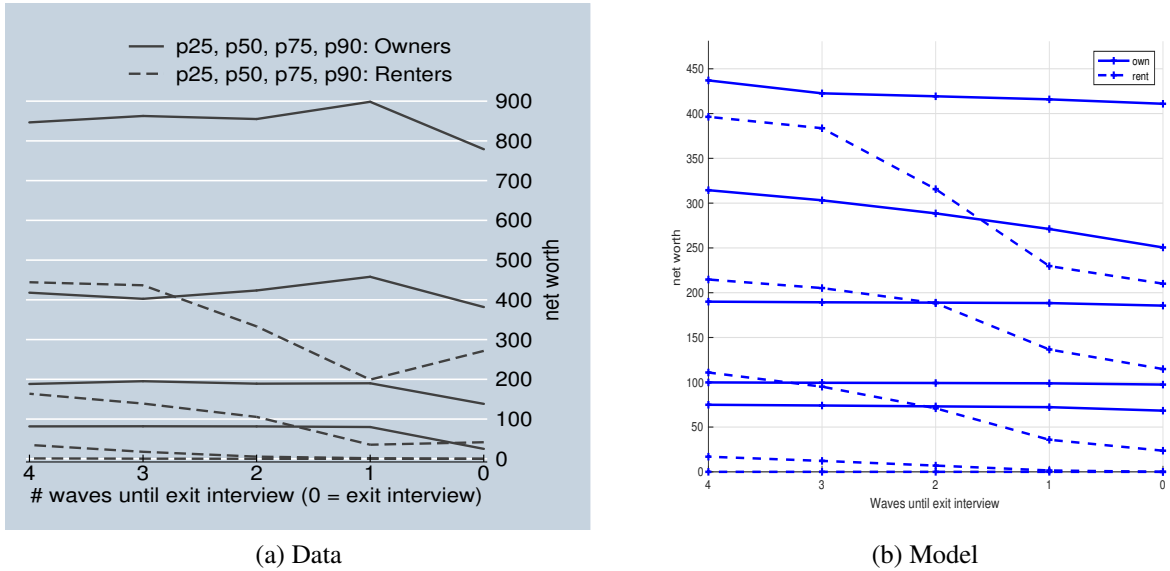 p25, p50, p75, p90: Owners
p25, p50, p75, p90: Renters
900
800
700
600
500
400
300
200
100
0
net worth
4 3 2 1 0
# waves until exit interview (0 = exit interview)
(a) Data
own
rent
450
400
350
300
250
200
150
100
50
0
net worth
4 3 2 1 0
Waves until exit interview
(b) Model